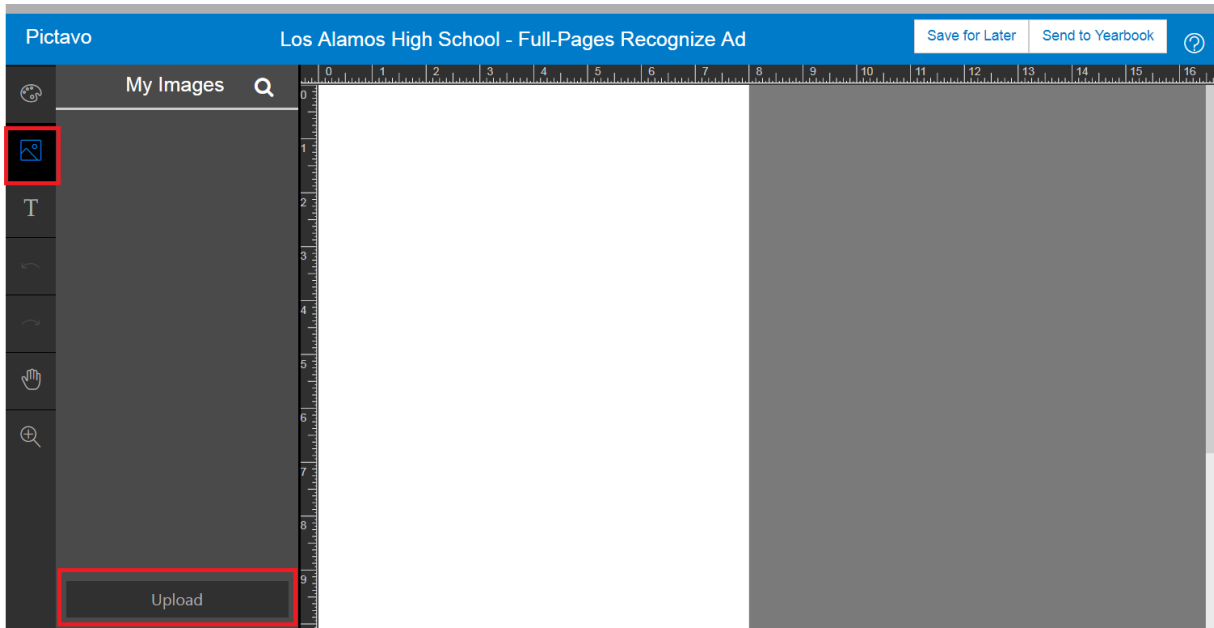 Pictavo
Los Alamos High School - Full-Pages Recognize Ad
Save for Later
Send to Yearbook
?
My Images
0 1 2 3 4 5 6 7 8 9 10 11 12 13 14 15 16
0
1
T
2
3
4
5
6
7
8
9
Upload